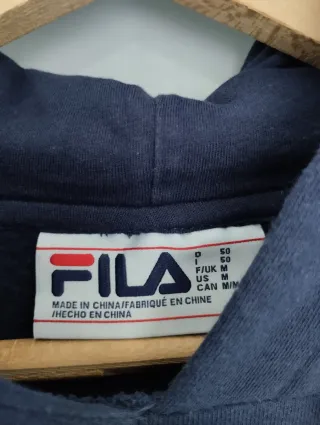 FILA
D 50
I 50
F/UK M
US M
CAN M/M
MADE IN CHINA/FABRIQUÉ EN CHINE
/HECHO EN CHINA